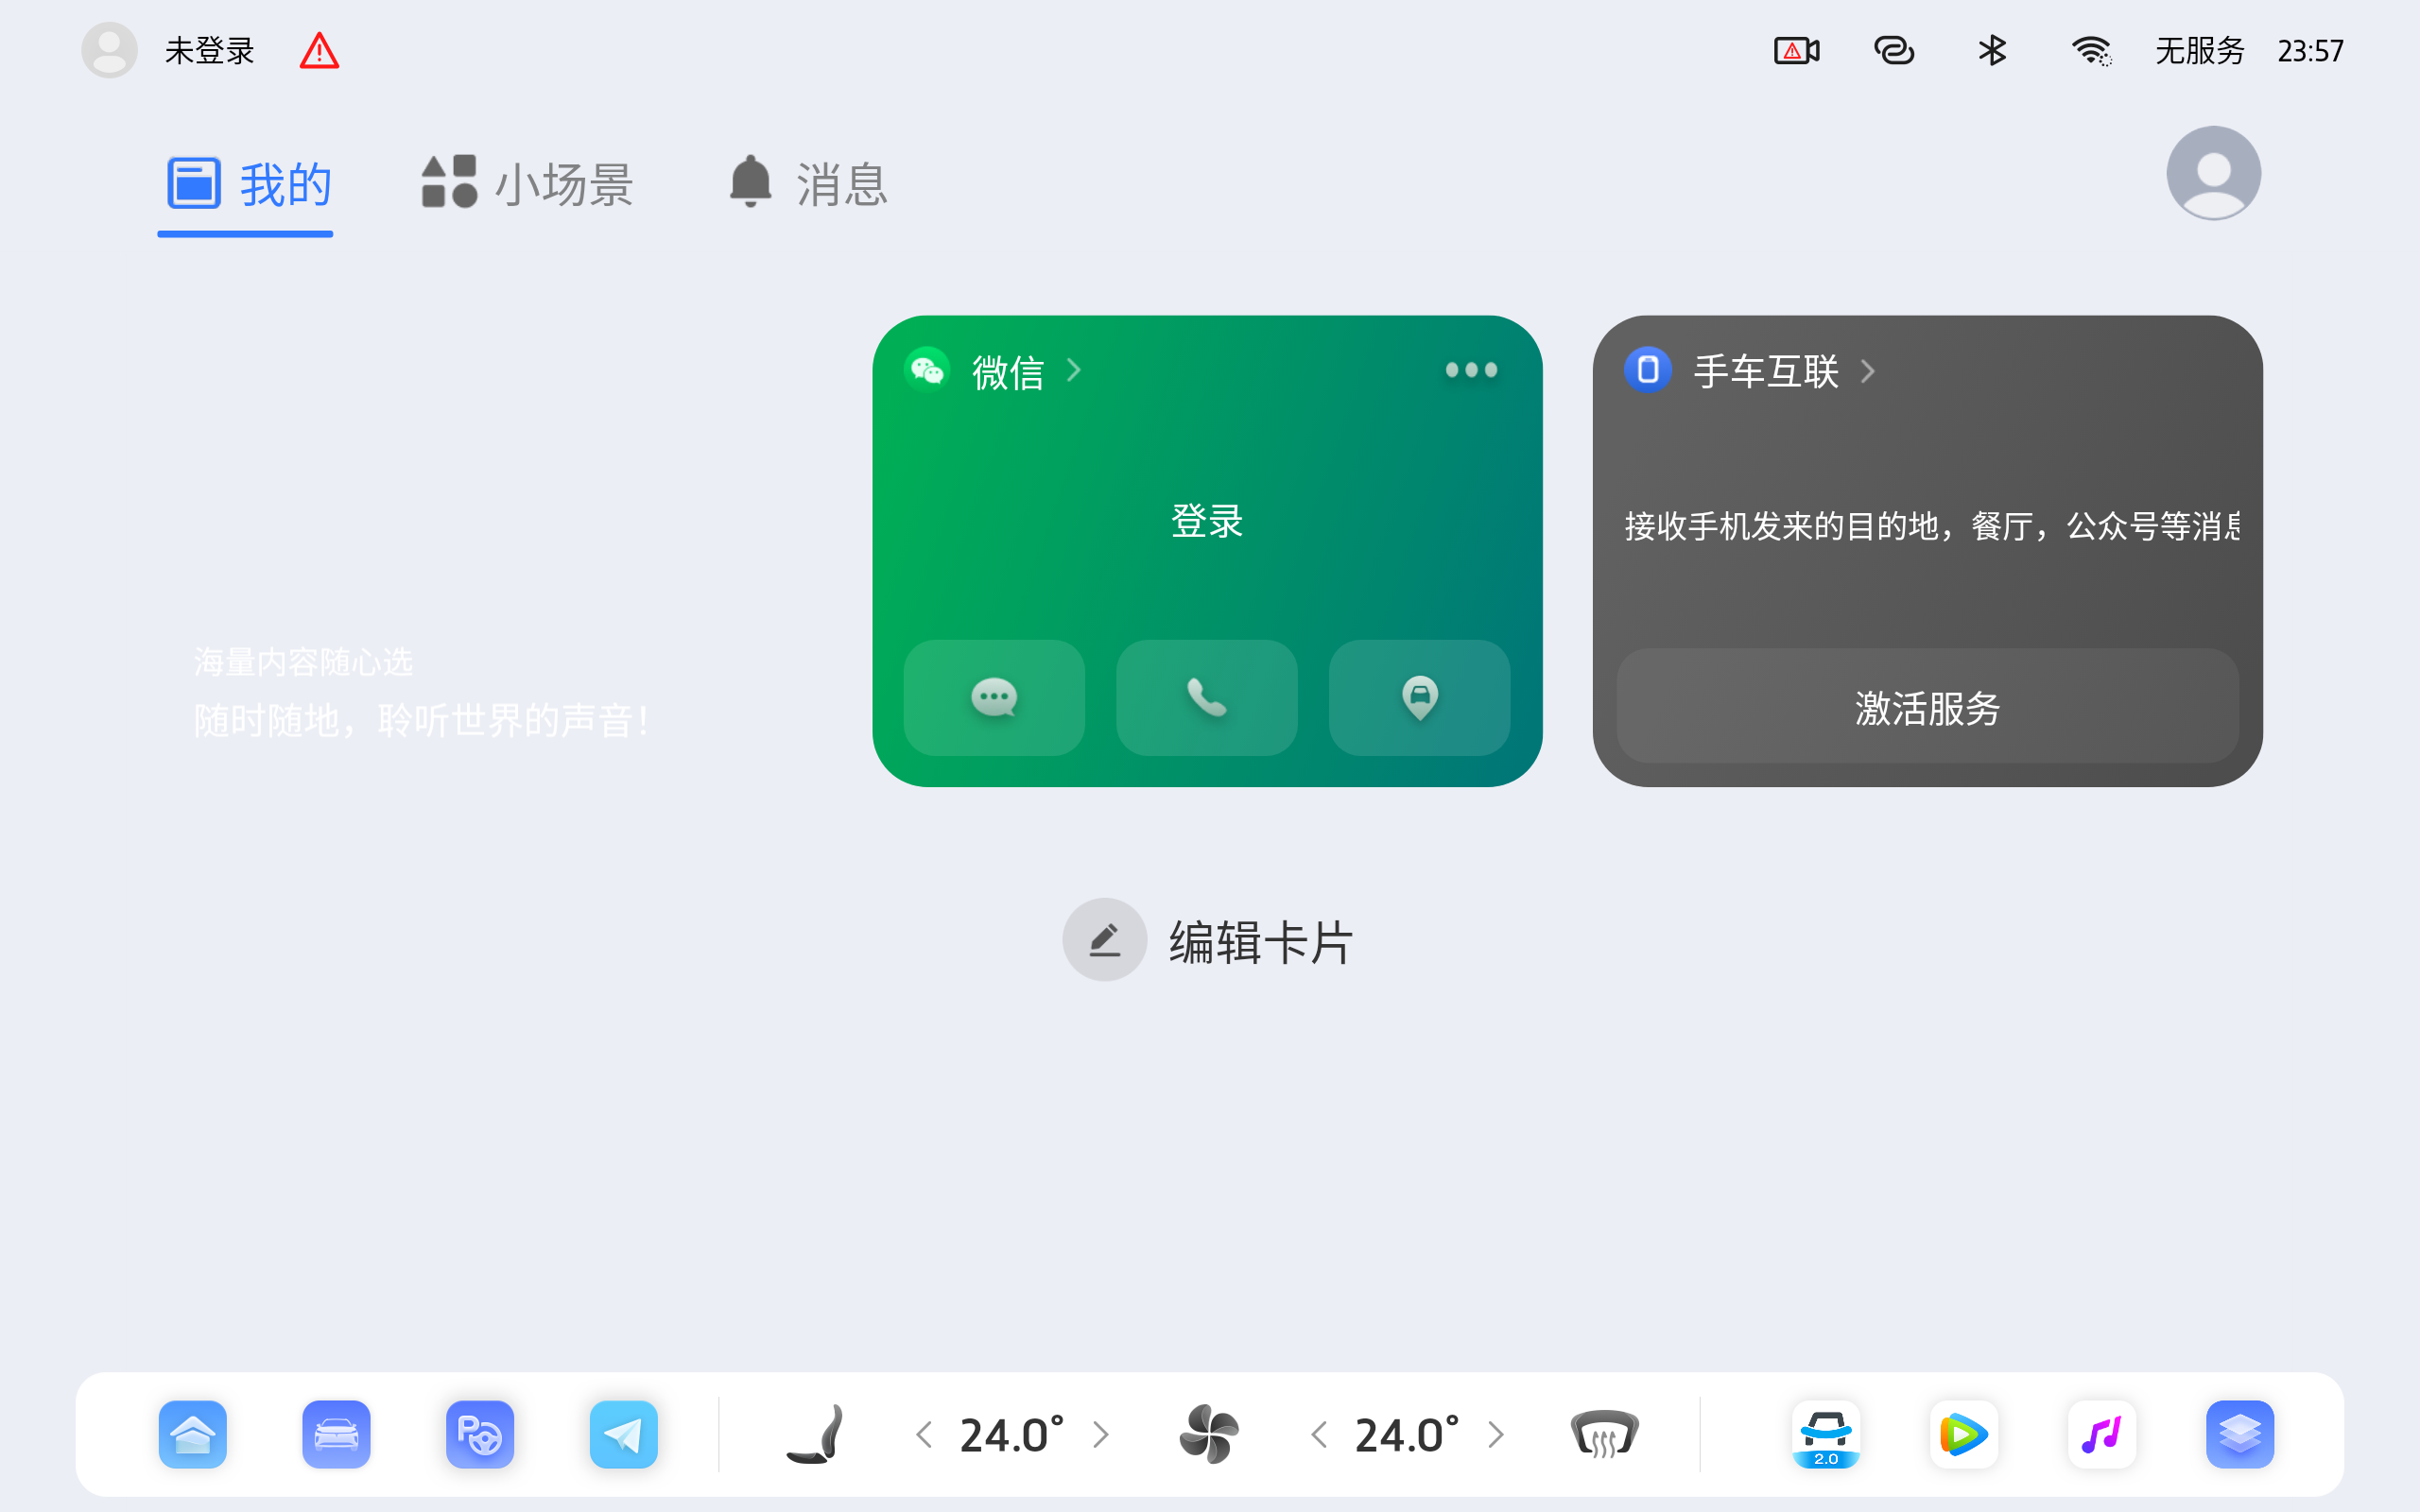 未登录
无服务 23:57
我的 小场景 消息
微信
手车互联
登录
接收手机发来的目的地，餐厅，公众号等消息
海量内容随心选
随时随地，聆听世界的声音！
激活服务
编辑卡片
24.0° 24.0°
2.0